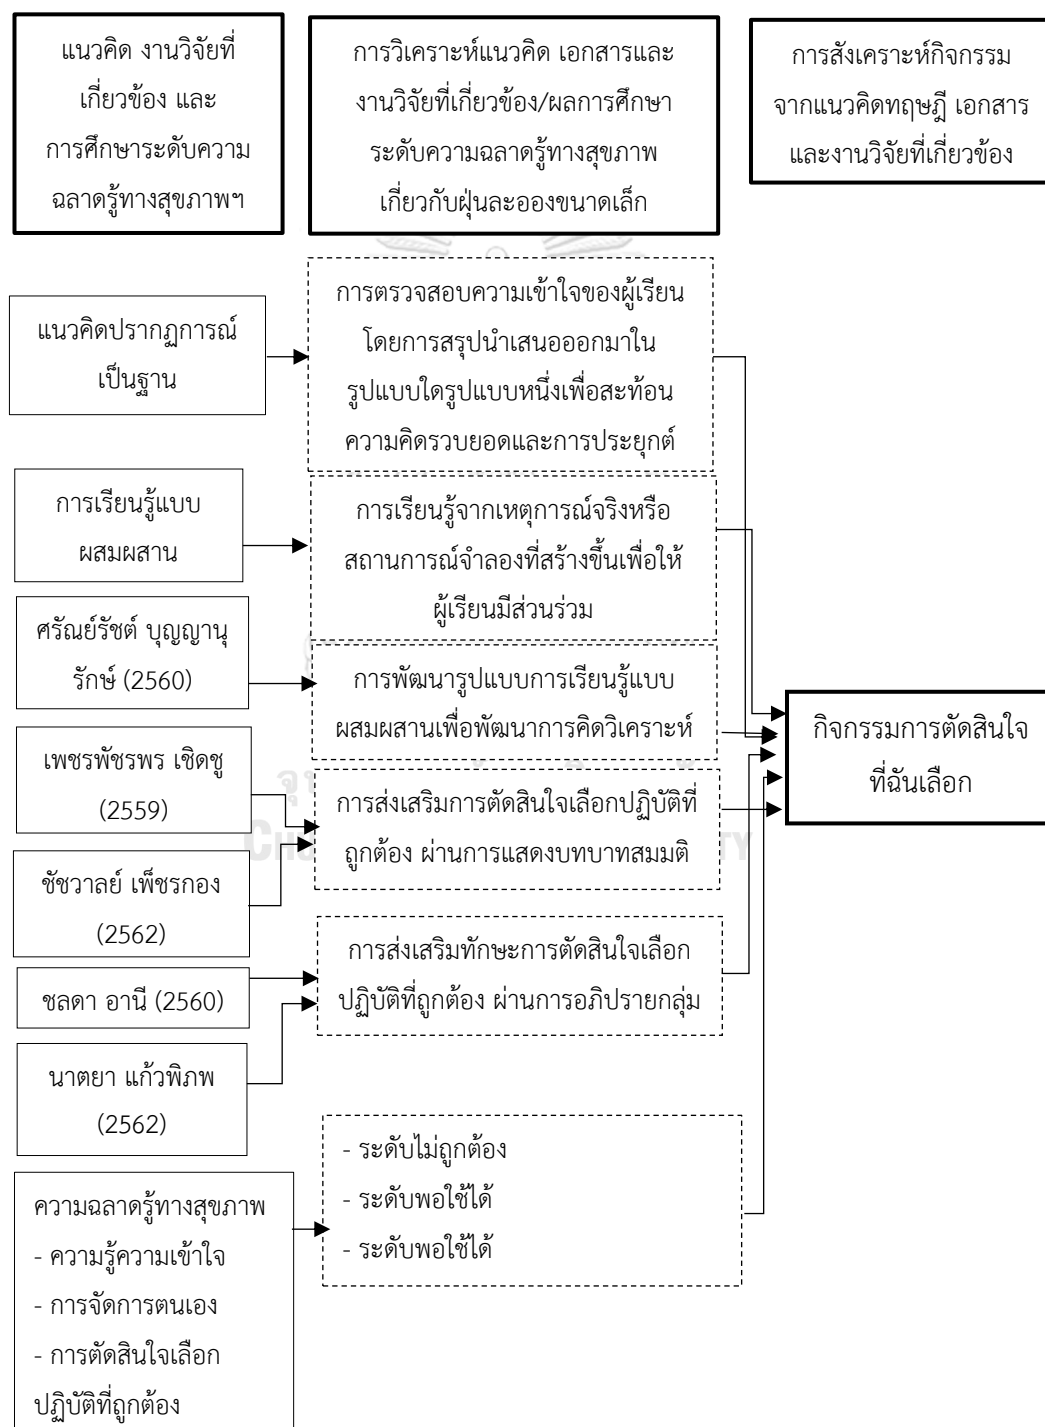 แนวคิด งานวิจัยที่
เกี่ยวข้อง และ
การศึกษาระดับความ
ฉลาดรู้ทางสุขภาพฯ
การวิเคราะห์แนวคิด เอกสารและ
งานวิจัยที่เกี่ยวข้อง/ผลการศึกษา
ระดับความฉลาดรู้ทางสุขภาพ
เกี่ยวกับฝุ่นละอองขนาดเล็ก
การสังเคราะห์กิจกรรม
จากแนวคิดทฤษฎี เอกสาร
และงานวิจัยที่เกี่ยวข้อง
แนวคิดปรากฏการณ์
เป็นฐาน
การตรวจสอบความเข้าใจของผู้เรียน
โดยการสรุปนำเสนอออกมาใน
รูปแบบใดรูปแบบหนึ่งเพื่อสะท้อน
ความคิดรวบยอดและการประยุกต์
การเรียนรู้แบบ
ผสมผสาน
การเรียนรู้จากเหตุการณ์จริงหรือ
สถานการณ์จำลองที่สร้างขึ้นเพื่อให้
ผู้เรียนมีส่วนร่วม
ศรัณย์รัชต์ บุญญานุ
รักษ์ (2560)
การพัฒนารูปแบบการเรียนรู้แบบ
ผสมผสานเพื่อพัฒนาการคิดวิเคราะห์
เพชรพัชรพร เชิดชู
(2559)
การส่งเสริมการตัดสินใจเลือกปฏิบัติที่
ถูกต้อง ผ่านการแสดงบทบาทสมมติ
ชัชวาลย์ เพ็ชรกอง
(2562)
ชลดา อานี (2560)
การส่งเสริมทักษะการตัดสินใจเลือก
ปฏิบัติที่ถูกต้อง ผ่านการอภิปรายกลุ่ม
นาตยา แก้วพิภพ
(2562)
ความฉลาดรู้ทางสุขภาพ
- ความรู้ความเข้าใจ
- การจัดการตนเอง
- การตัดสินใจเลือก
ปฏิบัติที่ถูกต้อง
- ระดับไม่ถูกต้อง
- ระดับพอใช้ได้
- ระดับพอใช้ได้
กิจกรรมการตัดสินใจ
ที่ฉันเลือก